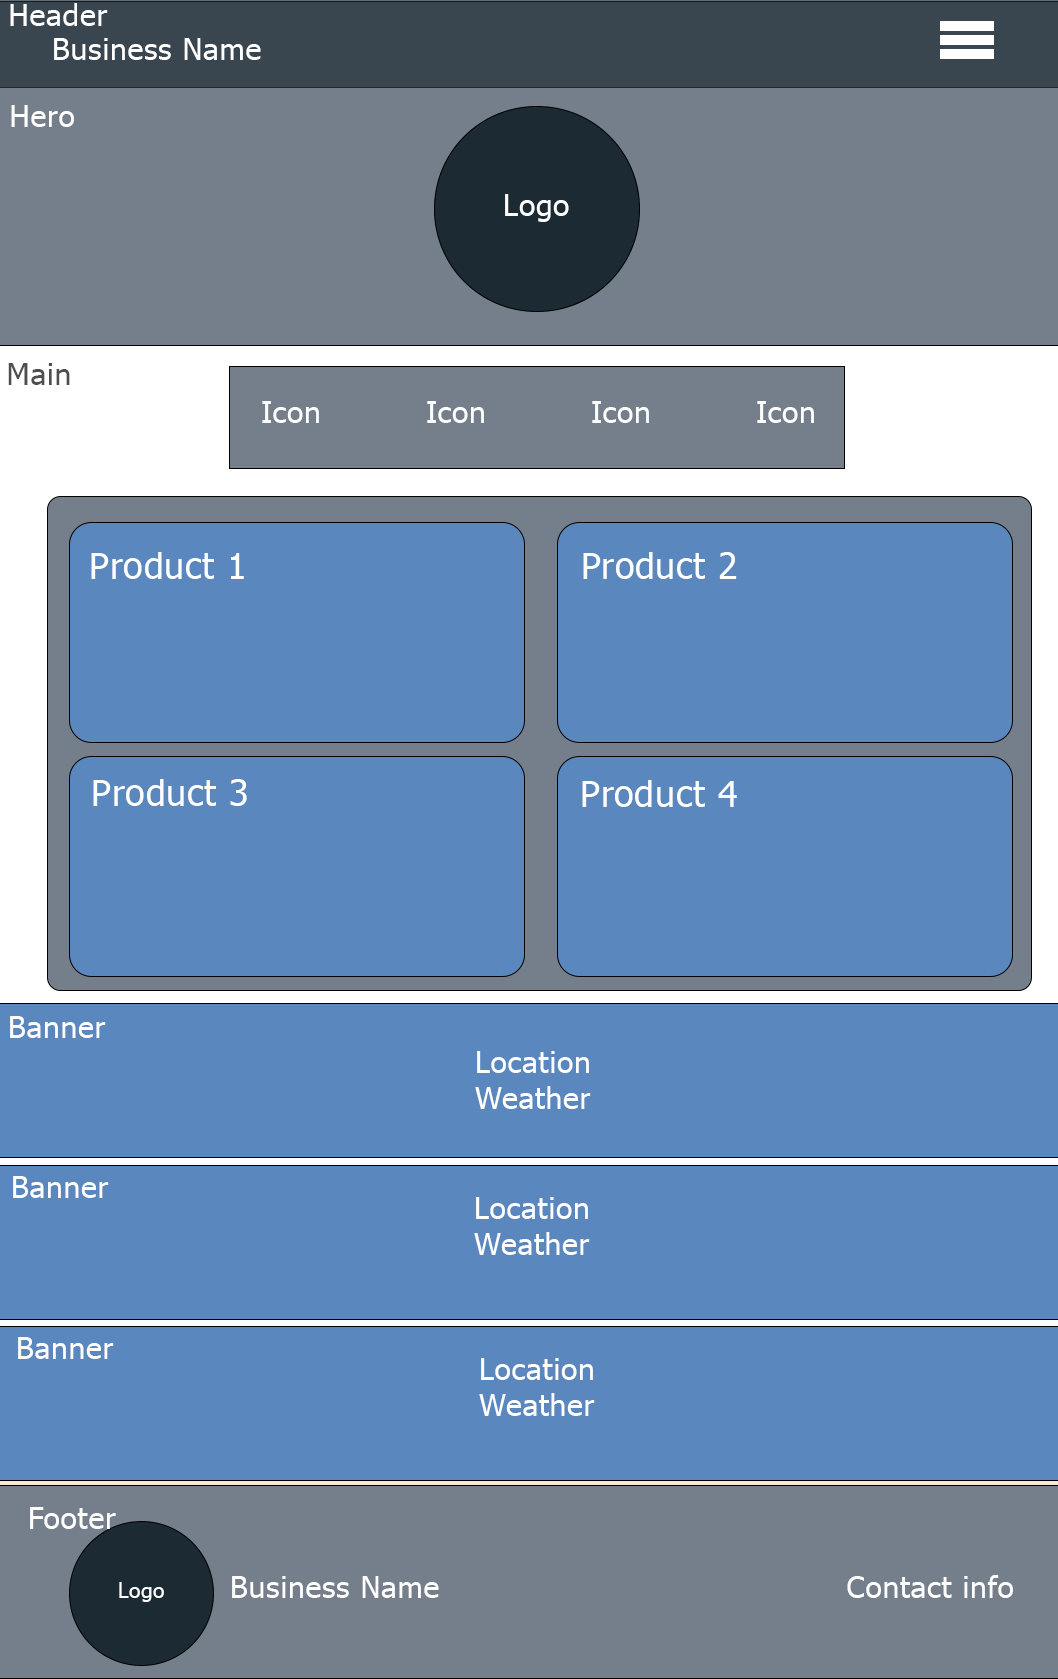 Header
Business Name
Hero
Logo
Main
Icon Icon Icon Icon
Product 1 Product 2
Product 3 Product 4
Banner
Location
Weather
Banner
Location
Weather
Banner
Location
Weather
Footer
Logo Business Name Contact info